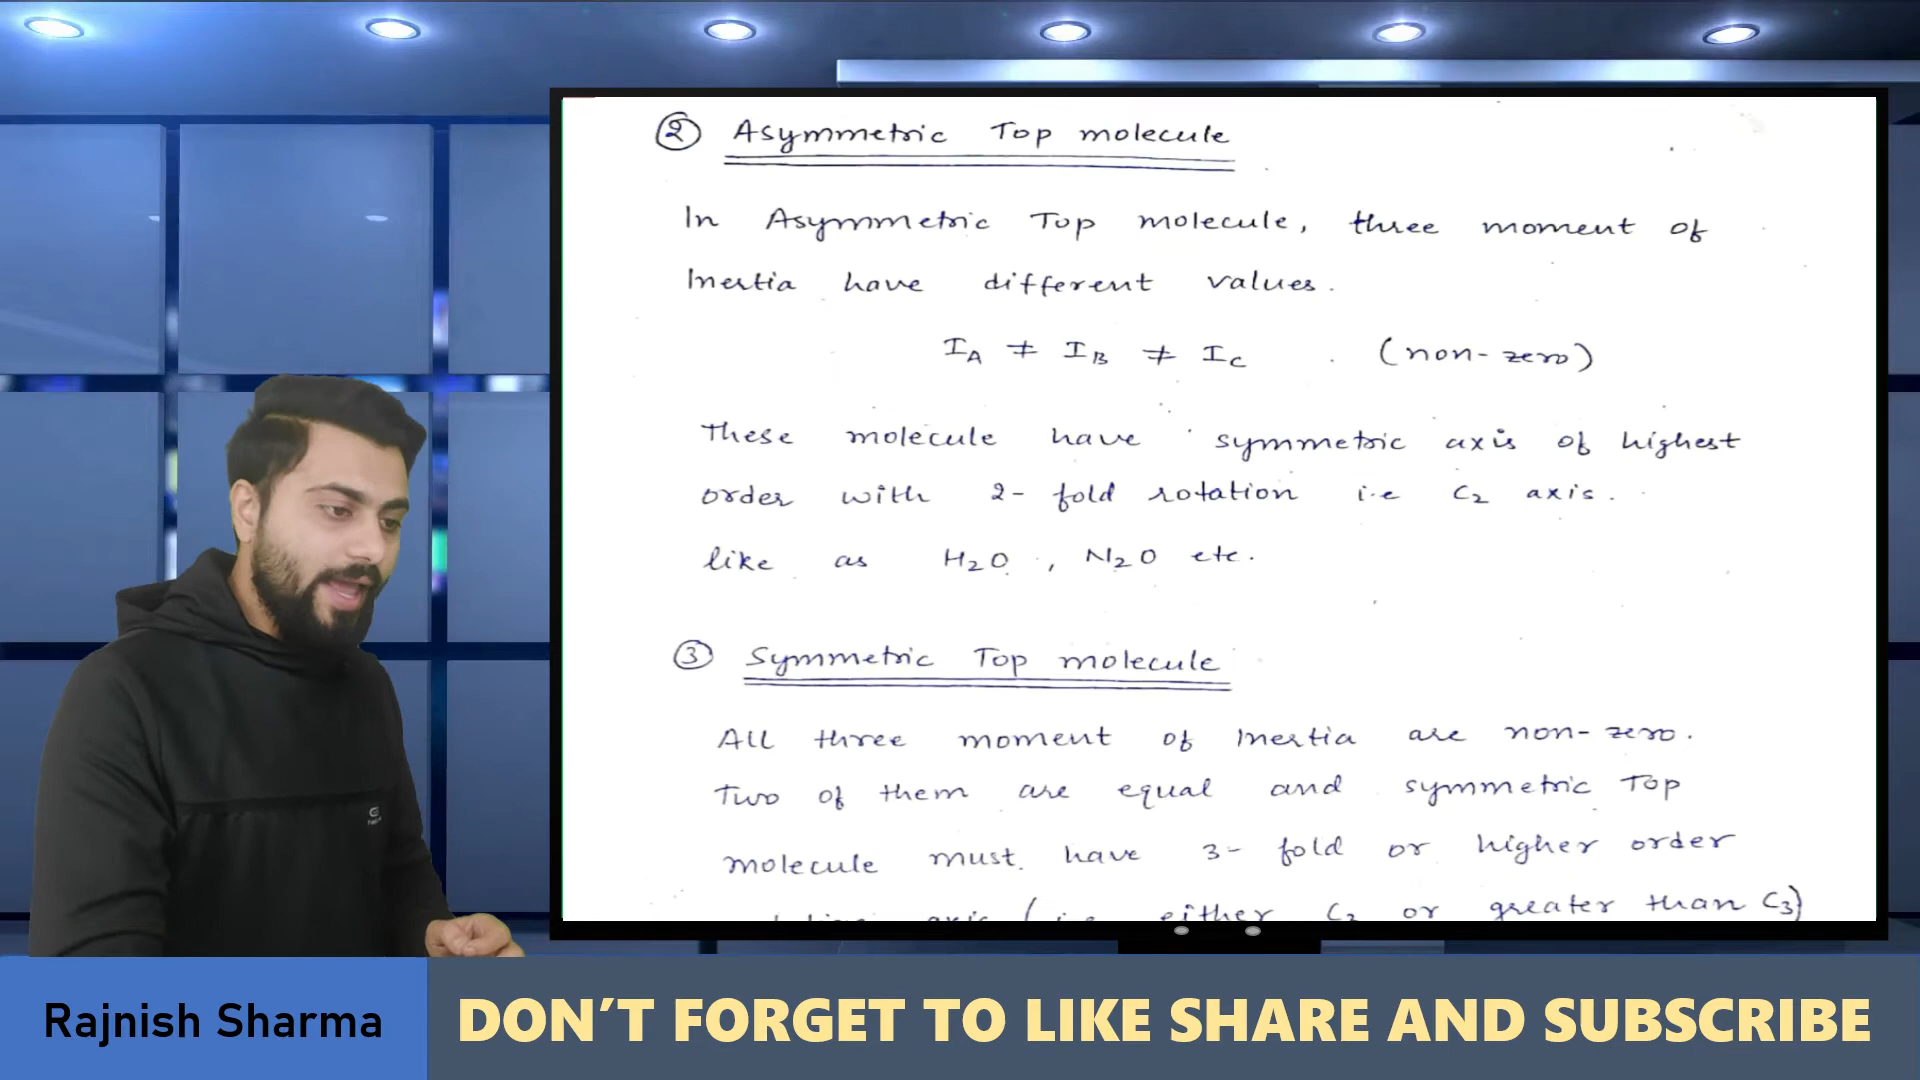 ② Asymmetric Top molecule
In Asymmetric Top molecule, three moment of
Inertia have different values.
I_A ≠ I_B ≠ I_C (non-zero)
These molecule have symmetric axis of highest
order with 2-fold rotation i.e C₂ axis.
like as H₂O, N₂O etc.
③ Symmetric Top molecule
All three moment of Inertia are non-zero.
Two of them are equal and symmetric Top
molecule must have 3-fold or higher order
axis (i.e either C₃ or greater than C₃)
Rajnish Sharma
DON'T FORGET TO LIKE SHARE AND SUBSCRIBE